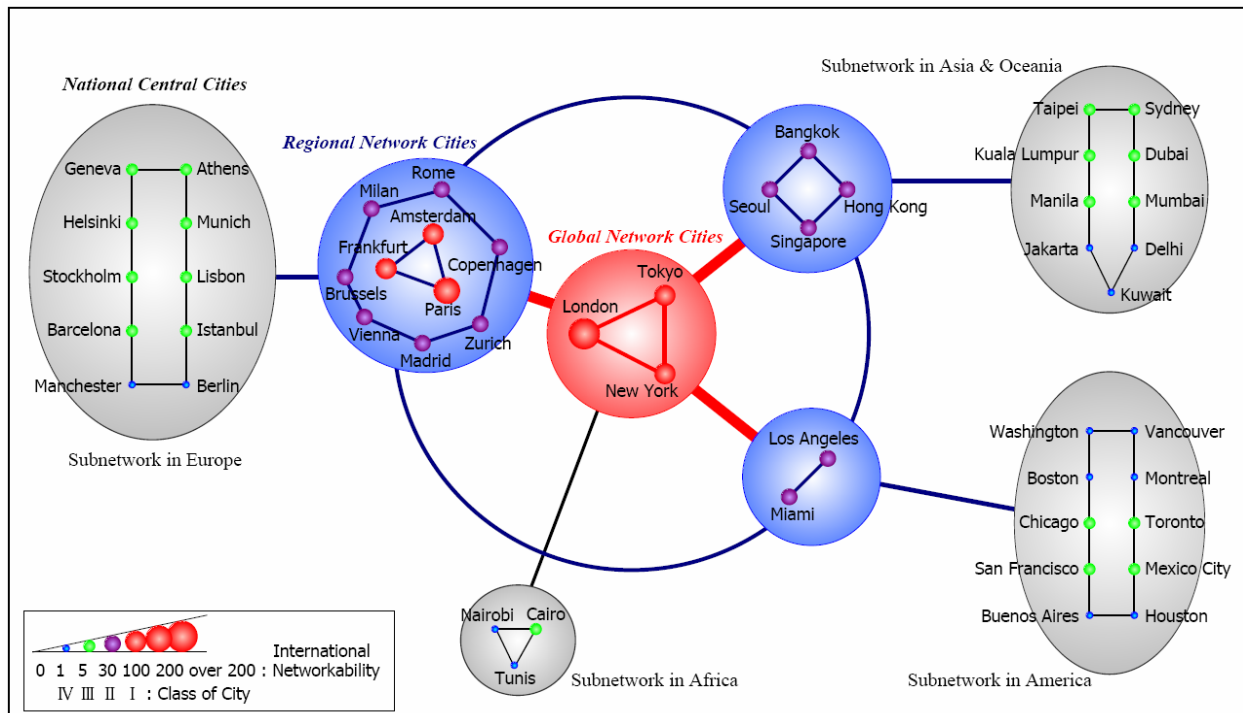 National Central Cities
Geneva
Athens
Helsinki
Munich
Stockholm
Lisbon
Barcelona
Istanbul
Manchester
Berlin
Subnetwork in Europe
Regional Network Cities
Rome
Milan
Amsterdam
Frankfurt
Copenhagen
Brussels
Paris
Vienna
Zurich
Madrid
Global Network Cities
Tokyo
London
New York
Bangkok
Seoul
Hong Kong
Singapore
Los Angeles
Miami
Subnetwork in Asia & Oceania
Taipei
Sydney
Kuala Lumpur
Dubai
Manila
Mumbai
Jakarta
Delhi
Kuwait
Washington
Vancouver
Boston
Montreal
Chicago
Toronto
San Francisco
Mexico City
Buenos Aires
Houston
Subnetwork in America
Nairobi
Cairo
Tunis
Subnetwork in Africa
International
0 1 5 30 100 200 over 200 : Networkability
Ⅳ Ⅲ Ⅱ Ⅰ : Class of City